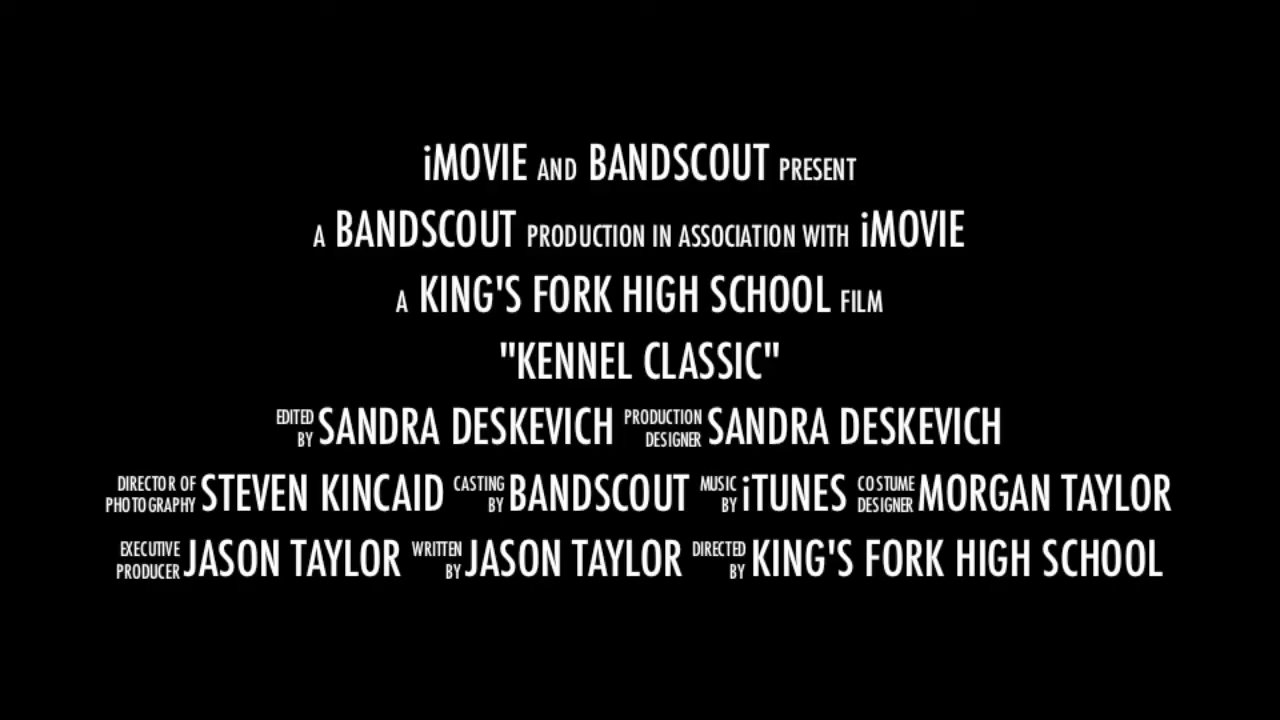 iMOVIE AND BANDSCOUT PRESENT
A BANDSCOUT PRODUCTION IN ASSOCIATION WITH iMOVIE
A KING'S FORK HIGH SCHOOL FILM
"KENNEL CLASSIC"
EDITED BY SANDRA DESKEVICH PRODUCTION DESIGNER SANDRA DESKEVICH
DIRECTOR OF PHOTOGRAPHY STEVEN KINCAID CASTING BY BANDSCOUT MUSIC BY iTUNES COSTUME DESIGNER MORGAN TAYLOR
EXECUTIVE PRODUCER JASON TAYLOR WRITTEN BY JASON TAYLOR DIRECTED BY KING'S FORK HIGH SCHOOL